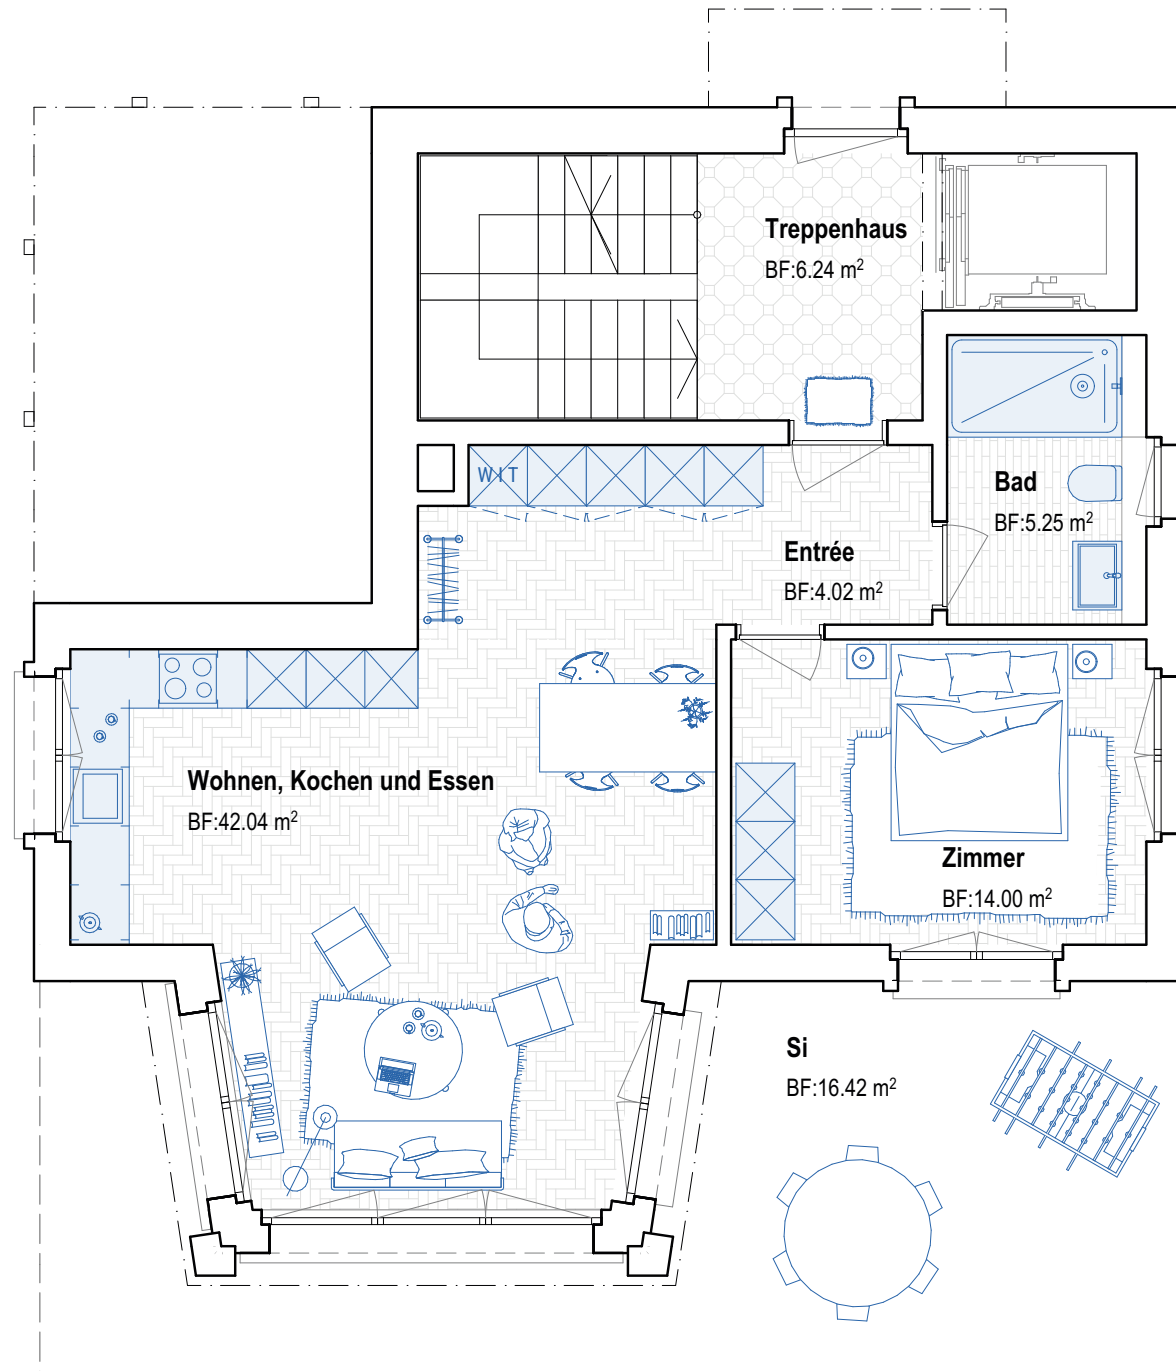 Treppenhaus
BF:6.24 m²
WIT
Bad
BF:5.25 m²
Entrée
BF:4.02 m²
Wohnen, Kochen und Essen
BF:42.04 m²
Zimmer
BF:14.00 m²
Si
BF:16.42 m²